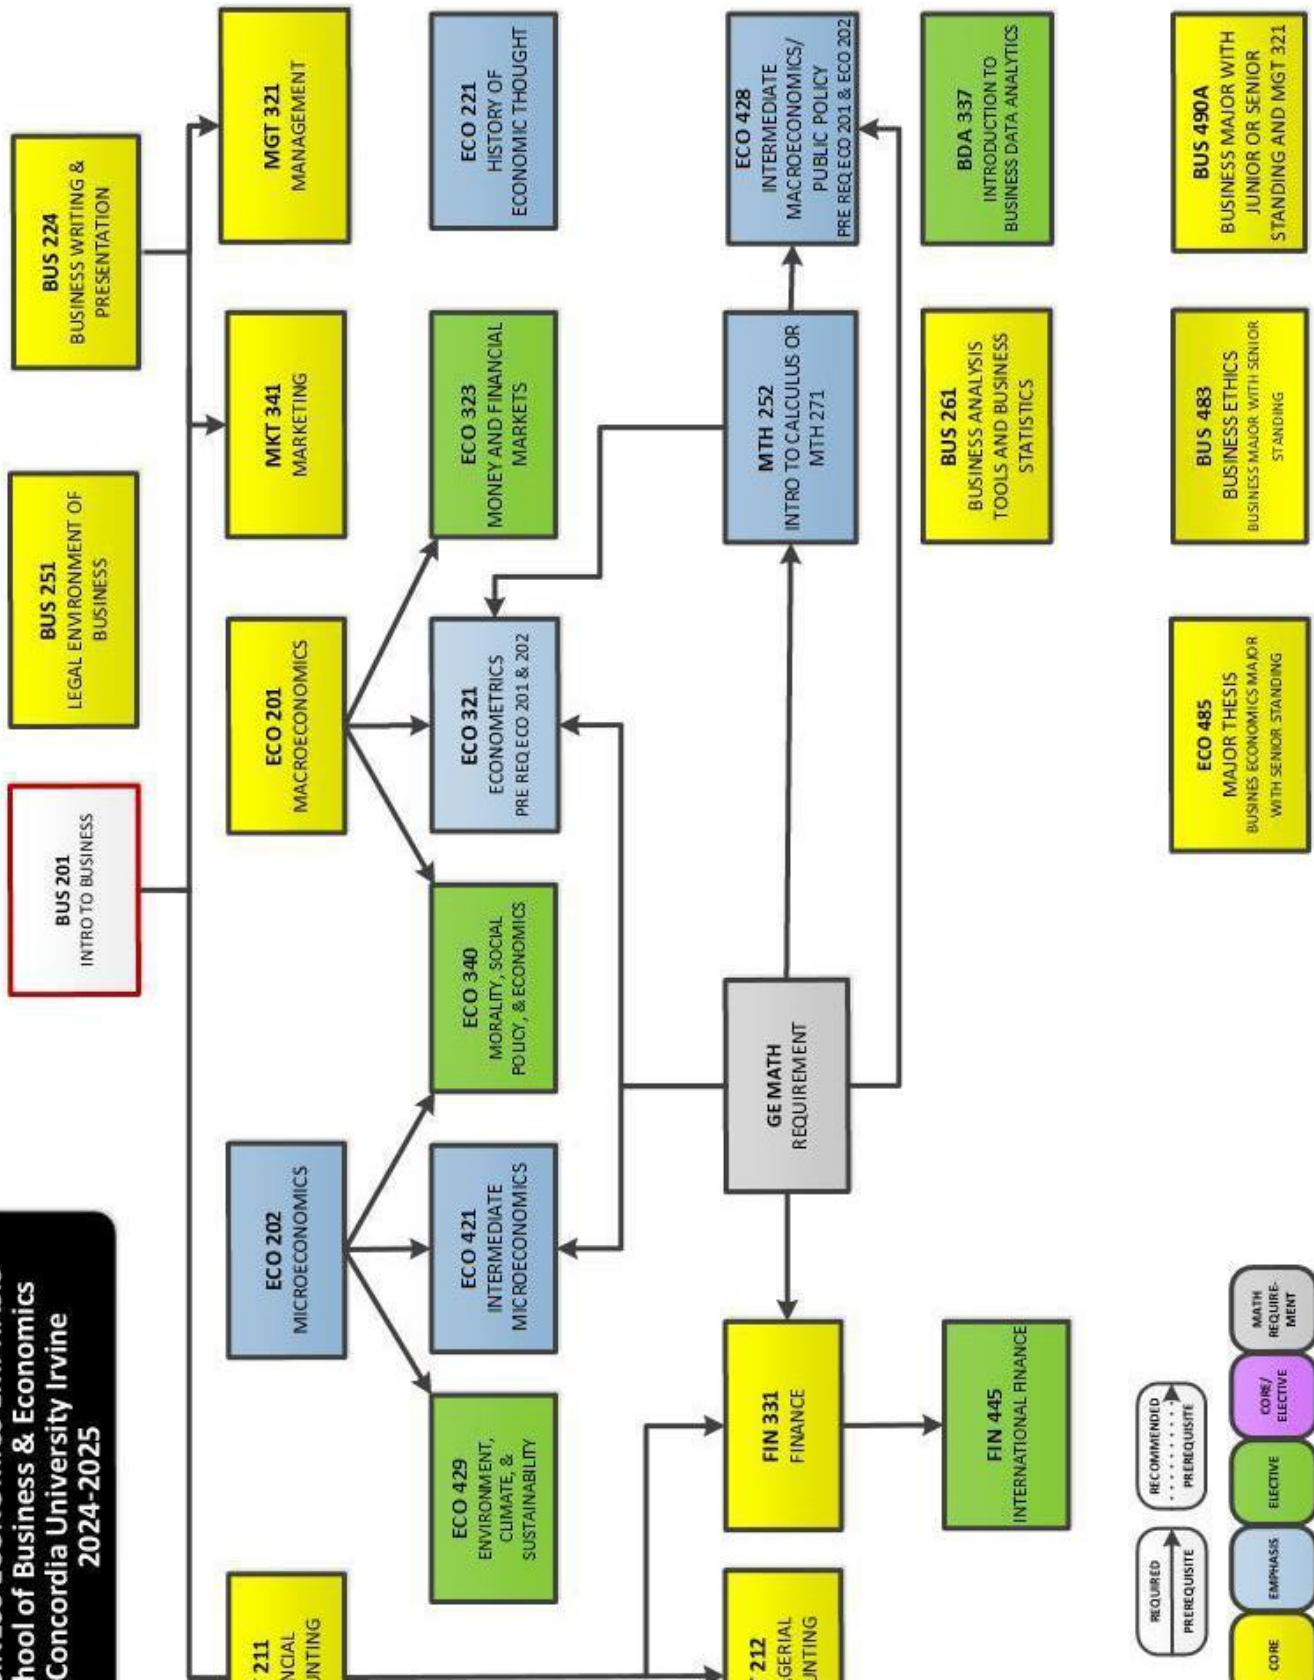 School of Business & Economics
Concordia University Irvine
2024-2025
BUS 201
INTRO TO BUSINESS
BUS 251
LEGAL ENVIRONMENT OF
BUSINESS
BUS 224
BUSINESS WRITING &
PRESENTATION
211
UNTING
ECO 202
MICROECONOMICS
ECO 201
MACROECONOMICS
MKT 341
MARKETING
MGT 321
MANAGEMENT
ECO 429
ENVIRONMENT,
CLIMATE, &
SUSTAINABILITY
ECO 421
INTERMEDIATE
MICROECONOMICS
ECO 340
MORALITY, SOCIAL
POLICY, & ECONOMICS
ECO 321
ECONOMETRICS
PRE REQ ECO 201 & 202
ECO 323
MONEY AND FINANCIAL
MARKETS
ECO 221
HISTORY OF
ECONOMIC THOUGHT
212
GERIAL
UNTING
FIN 331
FINANCE
GE MATH
REQUIREMENT
MTH 252
INTRO TO CALCULUS OR
MTH 271
ECO 428
INTERMEDIATE
MACROECONOMICS/
PUBLIC POLICY
PRE REQ ECO 201 & ECO 202
FIN 445
INTERNATIONAL FINANCE
BUS 261
BUSINESS ANALYSIS
TOOLS AND BUSINESS
STATISTICS
BDA 337
INTRODUCTION TO
BUSINESS DATA ANALYTICS
REQUIRED
PREREQUISITE
RECOMMENDED
PREREQUISITE
ECO 485
MAJOR THESIS
BUSINES ECONOMICS MAJOR
WITH SENIOR STANDING
BUS 483
BUSINESS ETHICS
BUSINESS MAJOR WITH SENIOR
STANDING
BUS 490A
BUSINESS MAJOR WITH
JUNIOR OR SENIOR
STANDING AND MGT 321
CORE
EMPHASIS
ELECTIVE
CORE/
ELECTIVE
MATH
REQUIRE-
MENT